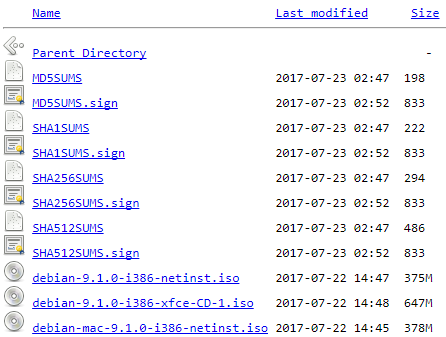 Name Last modified Size
Parent Directory -
MD5SUMS 2017-07-23 02:47 198
MD5SUMS.sign 2017-07-23 02:52 833
SHA1SUMS 2017-07-23 02:47 222
SHA1SUMS.sign 2017-07-23 02:52 833
SHA256SUMS 2017-07-23 02:47 294
SHA256SUMS.sign 2017-07-23 02:52 833
SHA512SUMS 2017-07-23 02:47 486
SHA512SUMS.sign 2017-07-23 02:52 833
debian-9.1.0-i386-netinst.iso 2017-07-22 14:47 375M
debian-9.1.0-i386-xfce-CD-1.iso 2017-07-22 14:48 647M
debian-mac-9.1.0-i386-netinst.iso 2017-07-22 14:45 378M